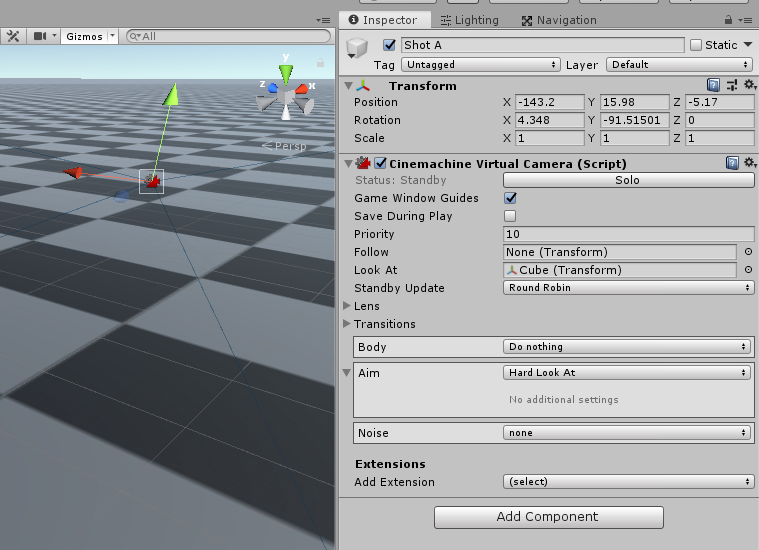 Inspector Lighting Navigation
Gizmos All
Shot A Static
Tag Untagged Layer Default
y
z x
Persp
Transform
Position X -143.2 Y 15.98 Z -5.17
Rotation X 4.348 Y -91.51501 Z 0
Scale X 1 Y 1 Z 1
Cinemachine Virtual Camera (Script)
Status: Standby Solo
Game Window Guides
Save During Play
Priority 10
Follow None (Transform)
Look At Cube (Transform)
Standby Update Round Robin
Lens
Transitions
Body Do nothing
Aim Hard Look At
No additional settings
Noise none
Extensions
Add Extension (select)
Add Component